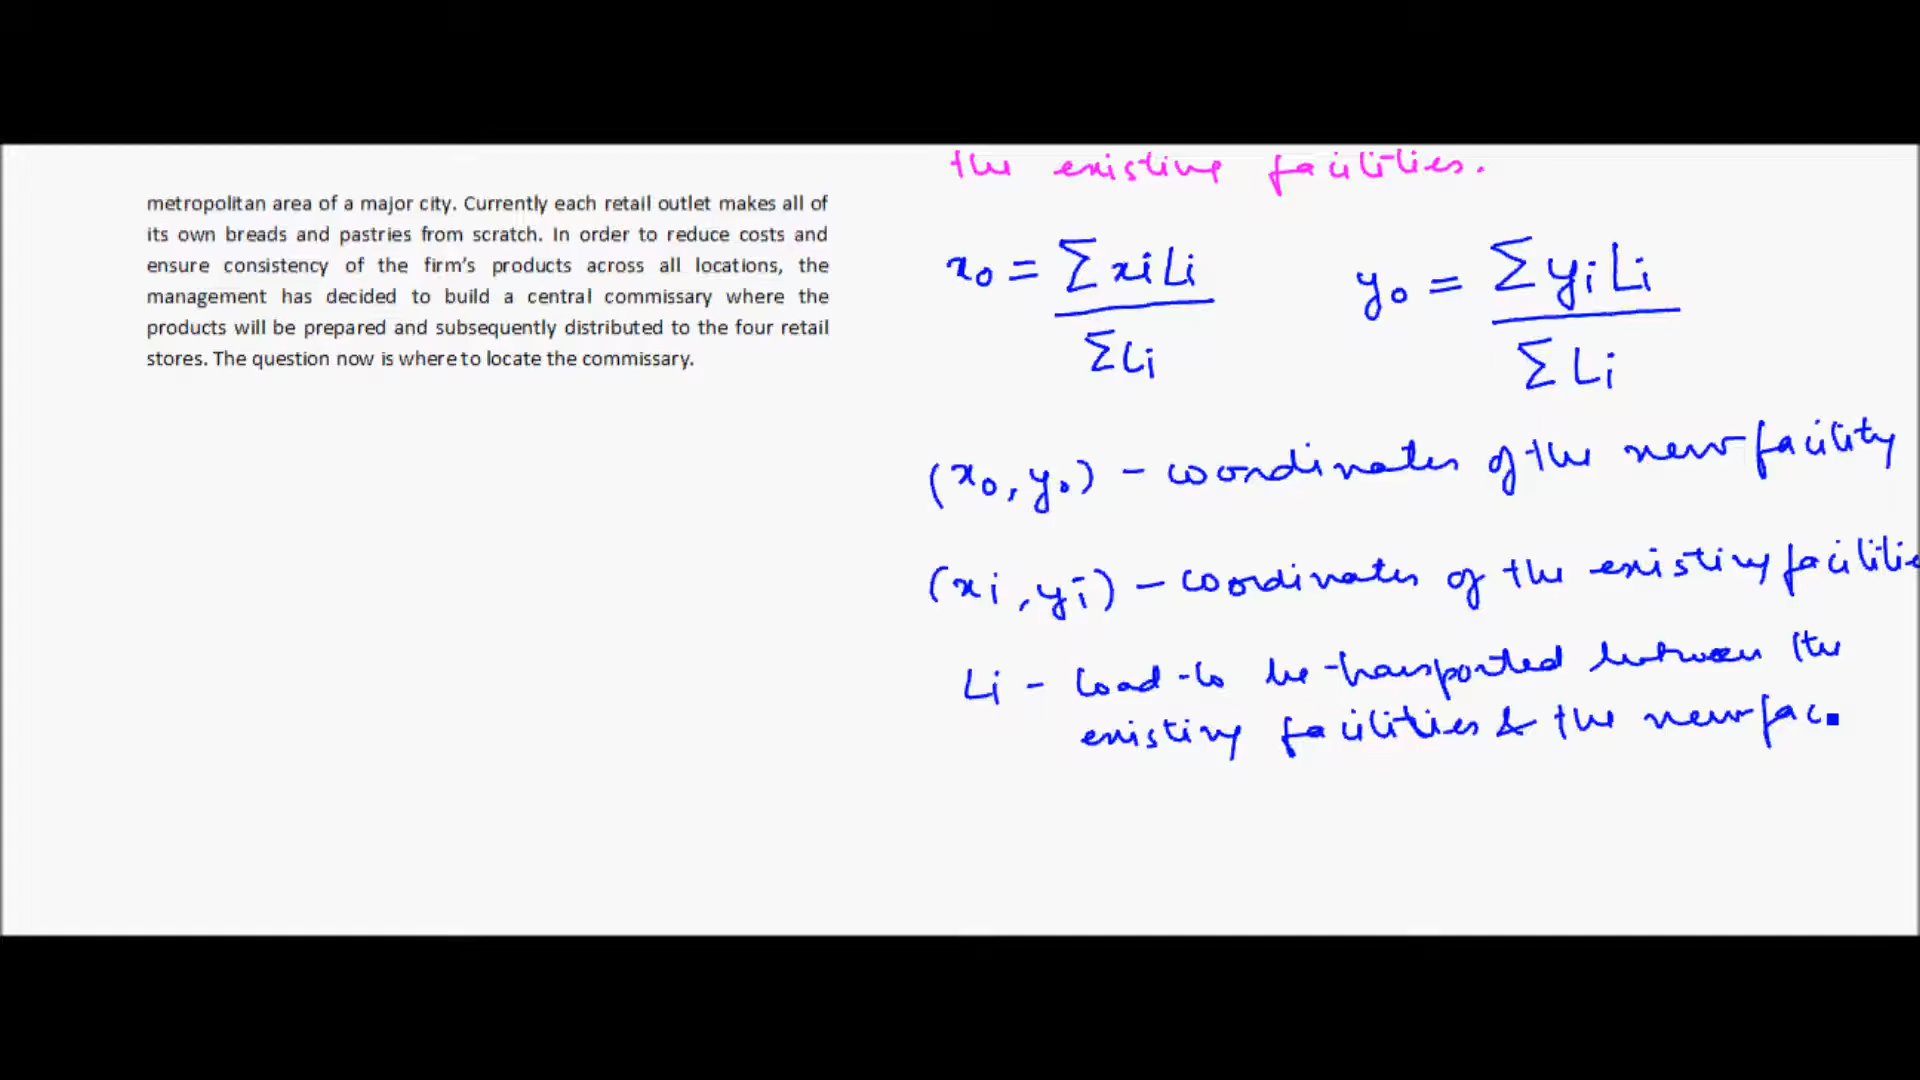 metropolitan area of a major city. Currently each retail outlet makes all of
its own breads and pastries from scratch. In order to reduce costs and
ensure consistency of the firm's products across all locations, the
management has decided to build a central commissary where the
products will be prepared and subsequently distributed to the four retail
stores. The question now is where to locate the commissary.
the existing facilities.
x₀ = ∑xiLi / ∑Li
y₀ = ∑yiLi / ∑Li
(x₀, y₀) – coordinates of the new facility
(xi, yi) – coordinates of the existing facilitie
Li – load to be transported between the
existing facilities & the new fac